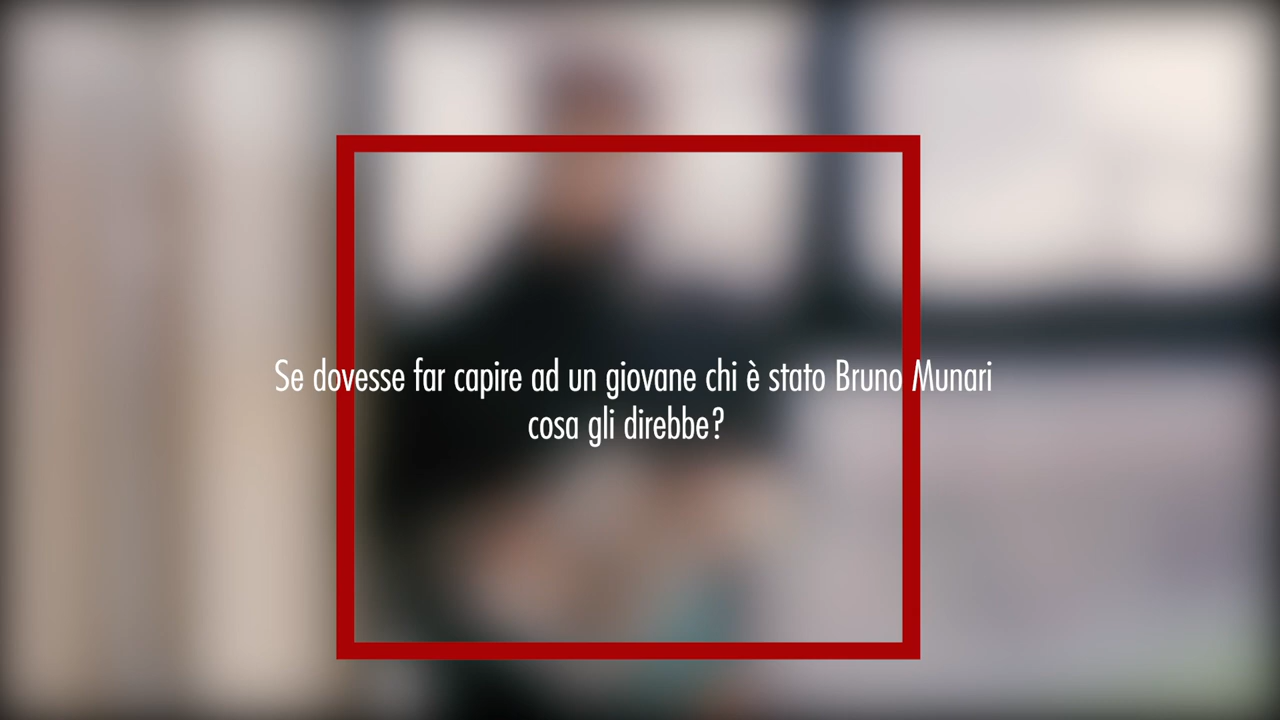 Se dovesse far capire ad un giovane chi è stato Bruno Munari
cosa gli direbbe?